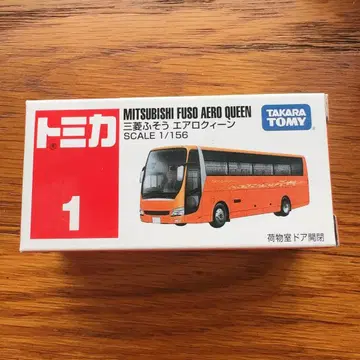 トミカ
1
MITSUBISHI FUSO AERO QUEEN
三菱ふそう エアロクィーン
SCALE 1/156
TAKARA
TOMY
荷物室ドア開閉